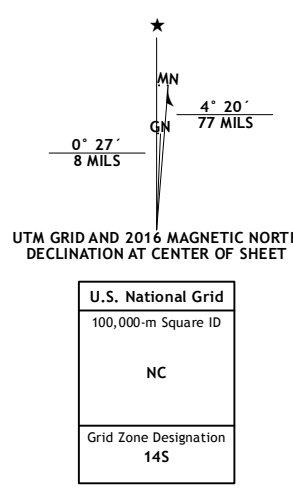 ★
MN
GN
4° 20´
77 MILS
0° 27´
8 MILS
UTM GRID AND 2016 MAGNETIC NORTH
DECLINATION AT CENTER OF SHEET
U.S. National Grid
100,000-m Square ID
NC
Grid Zone Designation
14S